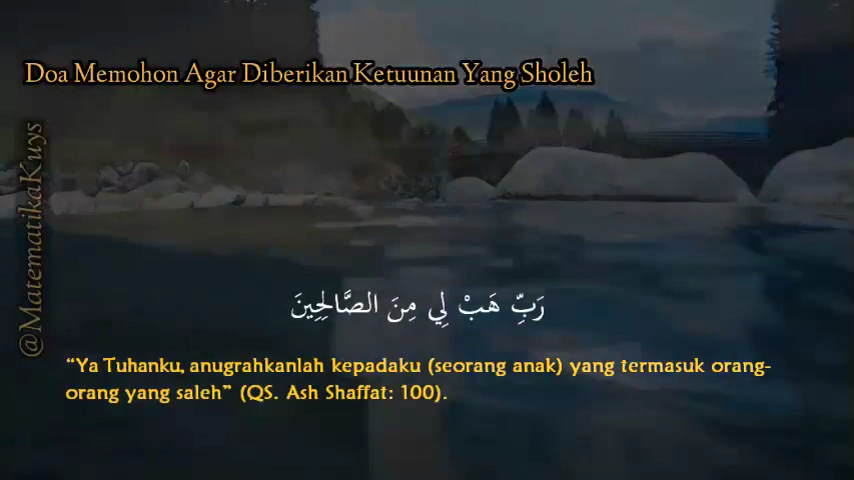 Doa Memohon Agar Diberikan Ketuunan Yang Sholeh
@MatematikaKuys
رَبِّ هَبْ لِي مِنَ الصَّالِحِينَ
“Ya Tuhanku, anugrahkanlah kepadaku (seorang anak) yang termasuk orang-
orang yang saleh” (QS. Ash Shaffat: 100).